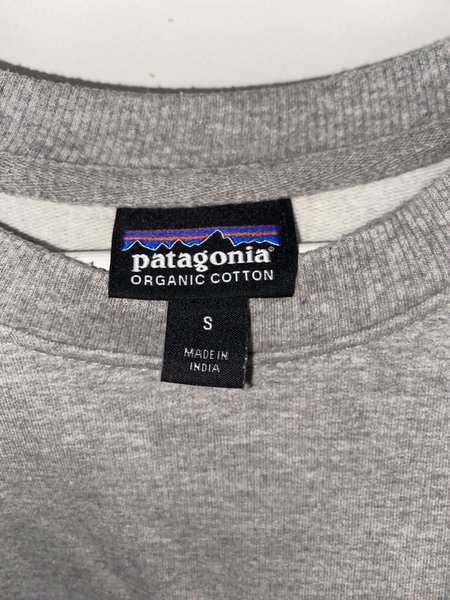 patagonia®
ORGANIC COTTON
S
MADE IN
INDIA